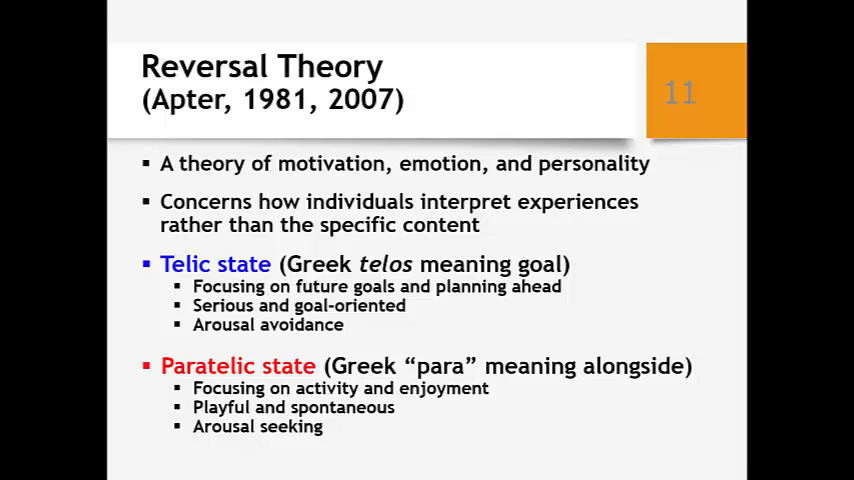 Reversal Theory
(Apter, 1981, 2007)
11
▪ A theory of motivation, emotion, and personality
▪ Concerns how individuals interpret experiences
rather than the specific content
▪ Telic state (Greek telos meaning goal)
▪ Focusing on future goals and planning ahead
▪ Serious and goal-oriented
▪ Arousal avoidance
▪ Paratelic state (Greek “para” meaning alongside)
▪ Focusing on activity and enjoyment
▪ Playful and spontaneous
▪ Arousal seeking